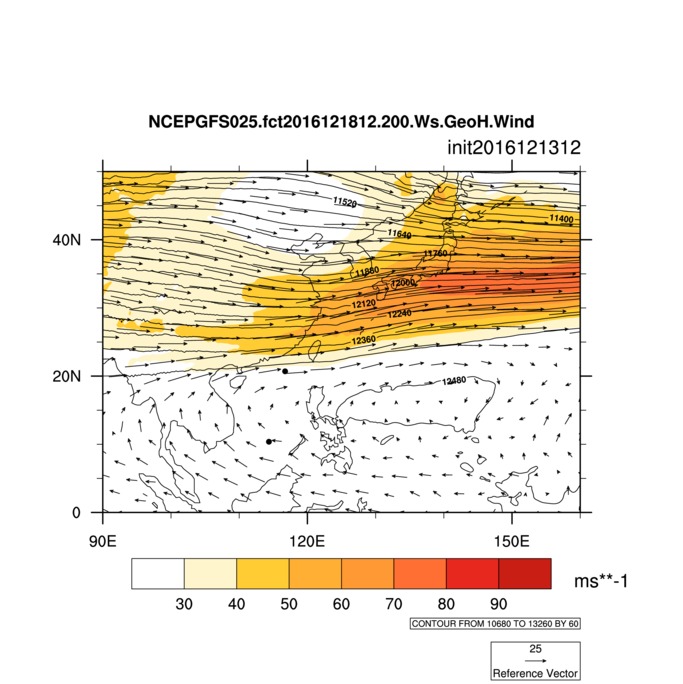 NCEPGFS025.fct2016121812.200.Ws.GeoH.Wind
init2016121312
11520
11400
11640
40N
11760
11880
12000
12120
12240
12360
20N
12480
0
90E 120E 150E
30 40 50 60 70 80 90
ms**-1
CONTOUR FROM 10680 TO 13260 BY 60
25
Reference Vector